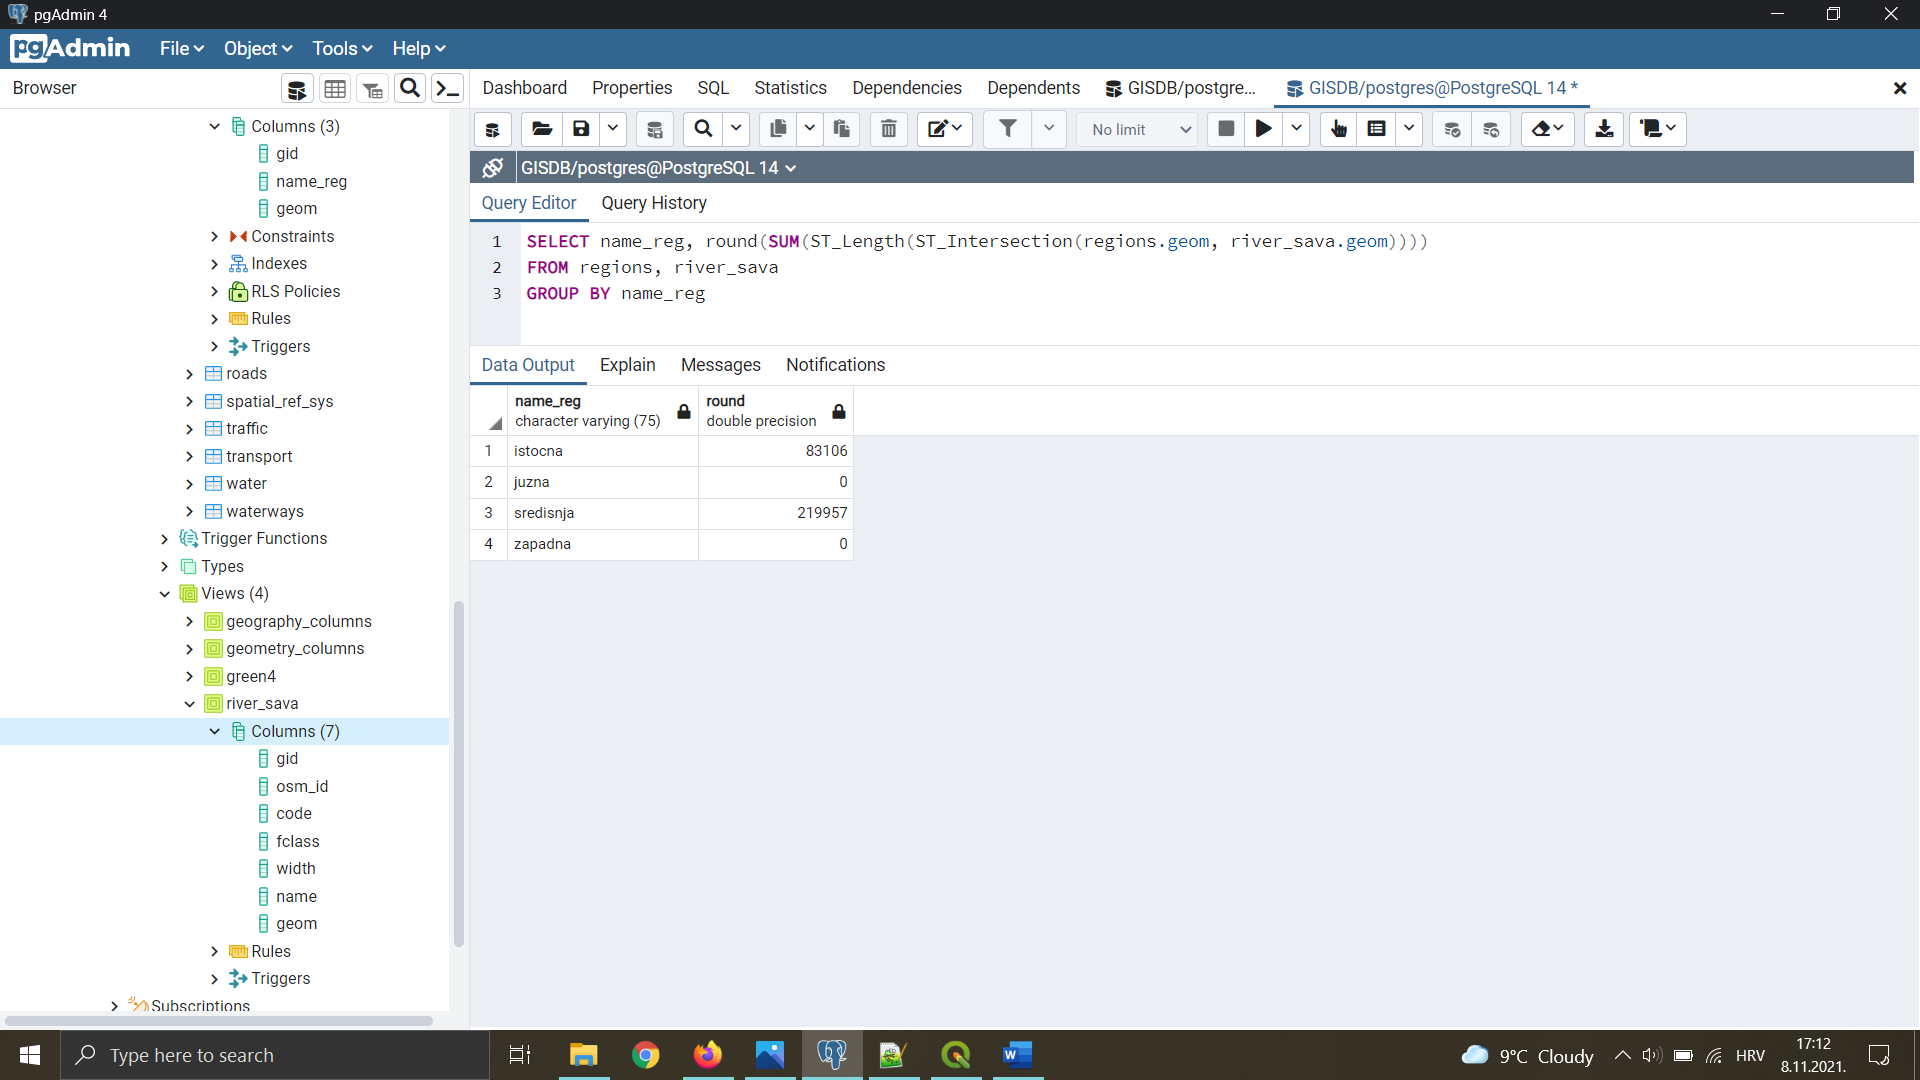 pgAdmin 4
pgAdmin File Object Tools Help
Browser
Dashboard Properties SQL Statistics Dependencies Dependents GISDB/postgre... GISDB/postgres@PostgreSQL 14 *
No limit
GISDB/postgres@PostgreSQL 14
Query Editor Query History
1 SELECT name_reg, round(SUM(ST_Length(ST_Intersection(regions.geom, river_sava.geom))))
2 FROM regions, river_sava
3 GROUP BY name_reg
Data Output Explain Messages Notifications
name_reg round
character varying (75) double precision
1 istocna 83106
2 juzna 0
3 sredisnja 219957
4 zapadna 0
Columns (3)
gid
name_reg
geom
Constraints
Indexes
RLS Policies
Rules
Triggers
roads
spatial_ref_sys
traffic
transport
water
waterways
Trigger Functions
Types
Views (4)
geography_columns
geometry_columns
green4
river_sava
Columns (7)
gid
osm_id
code
fclass
width
name
geom
Rules
Triggers
Subscriptions
Type here to search
9°C Cloudy
HRV
17:12
8.11.2021.